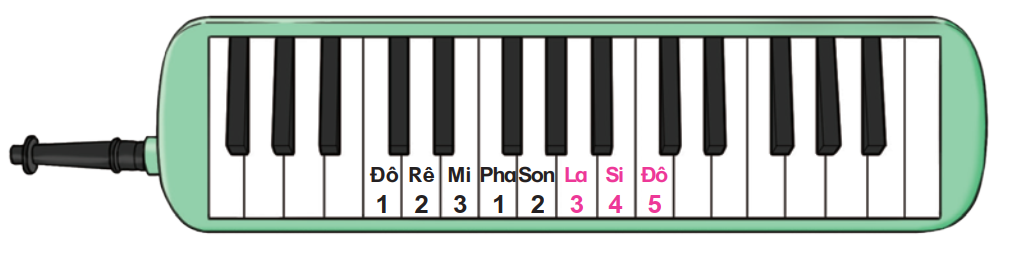 Đô Rê Mi Pha Son La Si Đô
1 2 3 1 2 3 4 5